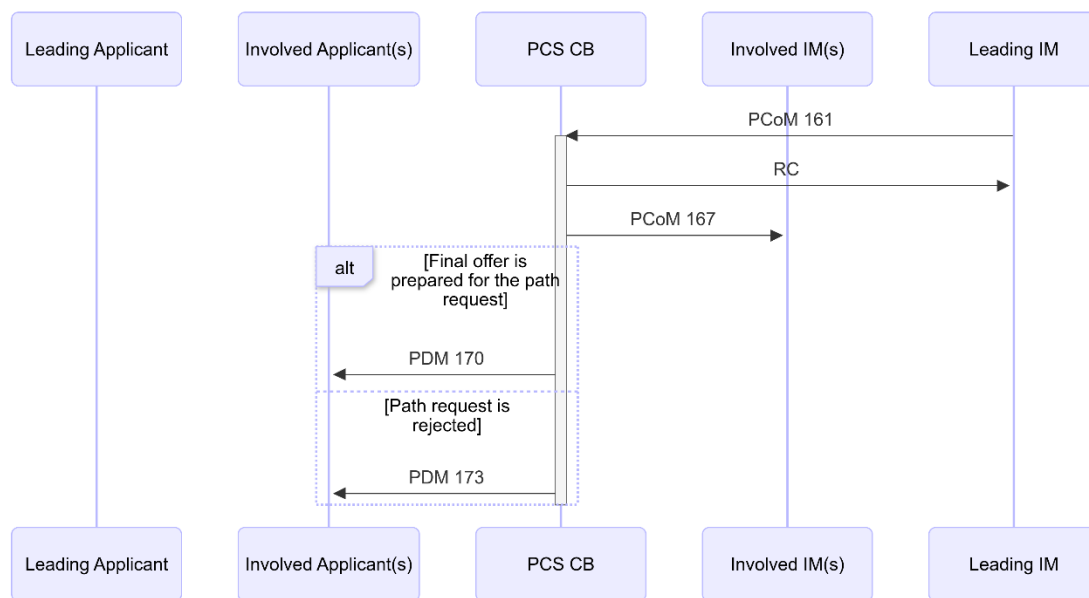 Leading Applicant
Involved Applicant(s)
PCS CB
Involved IM(s)
Leading IM
PCoM 161
RC
PCoM 167
alt
[Final offer is
prepared for the path
request]
PDM 170
[Path request is
rejected]
PDM 173
Leading Applicant
Involved Applicant(s)
PCS CB
Involved IM(s)
Leading IM